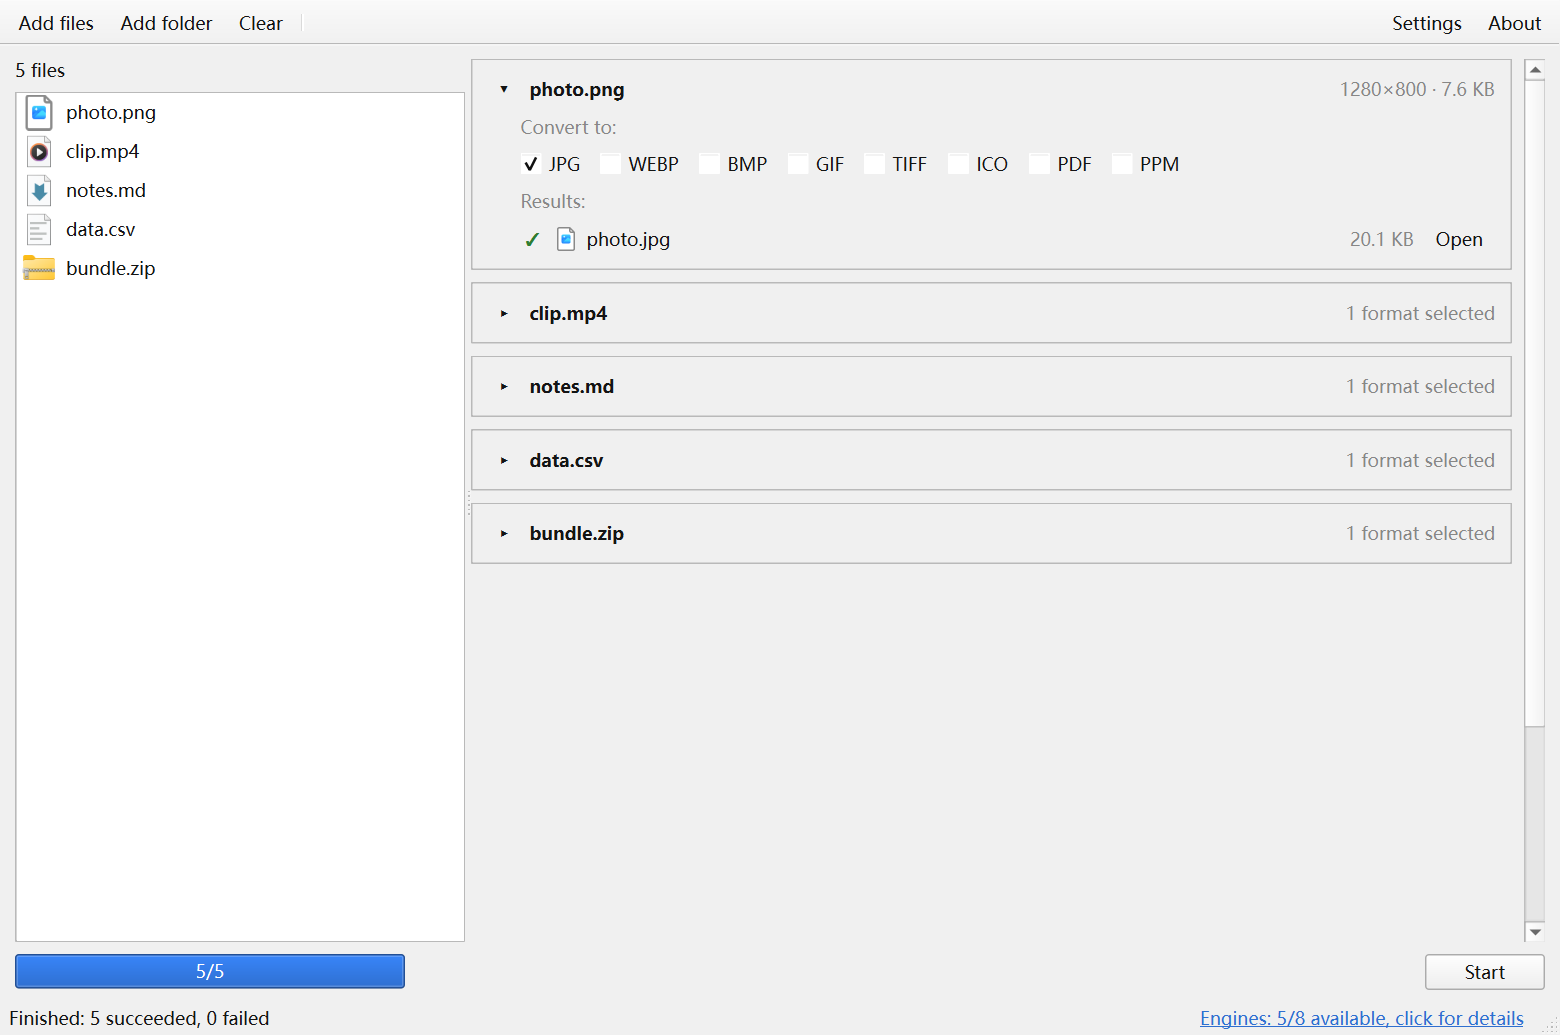 Add files Add folder Clear Settings About
5 files
photo.png
clip.mp4
notes.md
data.csv
bundle.zip
photo.png 1280×800 · 7.6 KB
Convert to:
JPG WEBP BMP GIF TIFF ICO PDF PPM
Results:
photo.jpg 20.1 KB Open
clip.mp4 1 format selected
notes.md 1 format selected
data.csv 1 format selected
bundle.zip 1 format selected
5/5 Start
Finished: 5 succeeded, 0 failed Engines: 5/8 available, click for details